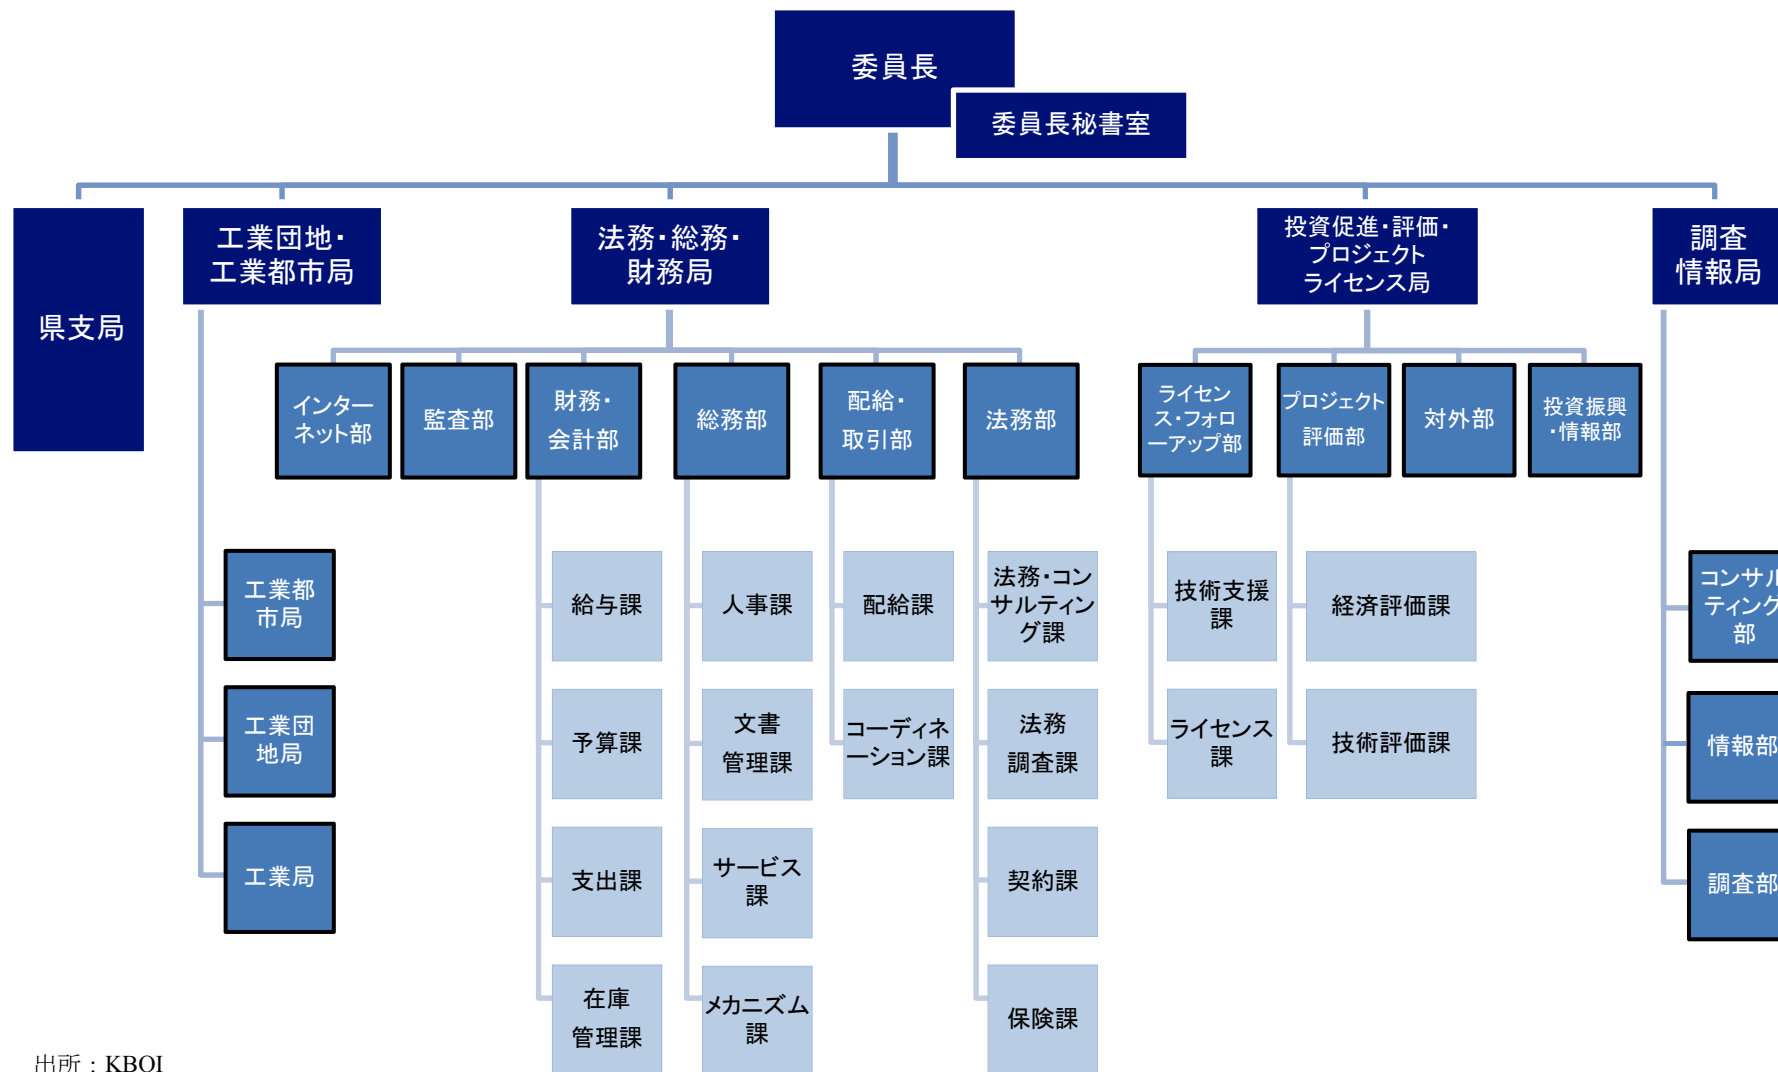 委員長
委員長秘書室
県支局
工業団地・
工業都市局
法務・総務・
財務局
投資促進・評価・
プロジェクト
ライセンス局
調査
情報局
インター
ネット部
監査部
財務・
会計部
総務部
配給・
取引部
法務部
ライセン
ス・フォロ
ーアップ部
プロジェクト
評価部
対外部
投資振興
・情報部
工業都
市局
給与課
人事課
配給課
法務・コン
サルティン
グ課
技術支援
課
経済評価課
コンサル
ティング
部
工業団
地局
予算課
文書
管理課
コーディネ
ーション課
法務
調査課
ライセンス
課
技術評価課
情報部
工業局
支出課
サービス
課
契約課
調査部
在庫
管理課
メカニズム
課
保険課
出所：KBOI